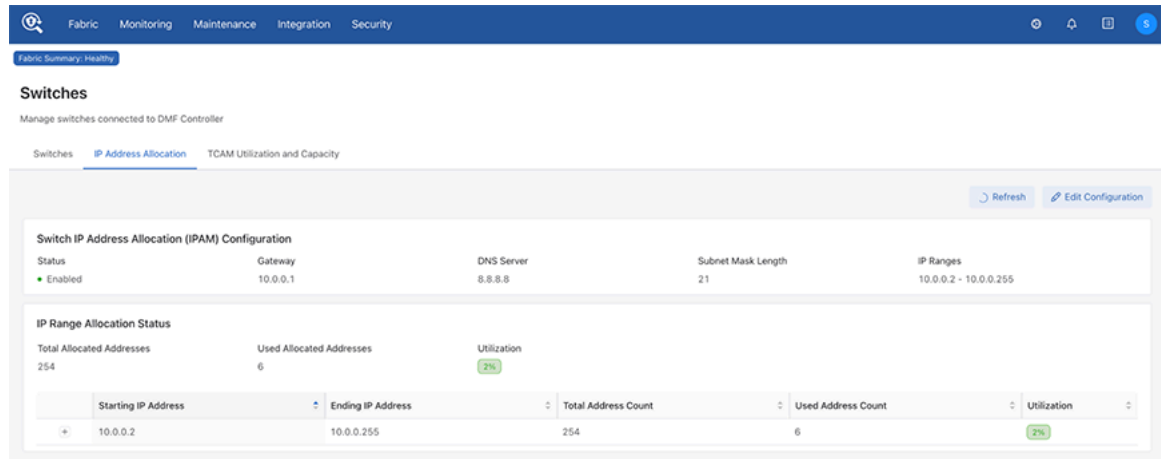 Fabric Monitoring Maintenance Integration Security S
Fabric Summary: Healthy
Switches
Manage switches connected to DMF Controller
Switches IP Address Allocation TCAM Utilization and Capacity
Refresh Edit Configuration
Switch IP Address Allocation (IPAM) Configuration
Status Gateway DNS Server Subnet Mask Length IP Ranges
Enabled 10.0.0.1 8.8.8.8 21 10.0.0.2 - 10.0.0.255
IP Range Allocation Status
Total Allocated Addresses Used Allocated Addresses Utilization
254 6 2%
Starting IP Address Ending IP Address Total Address Count Used Address Count Utilization
10.0.0.2 10.0.0.255 254 6 2%